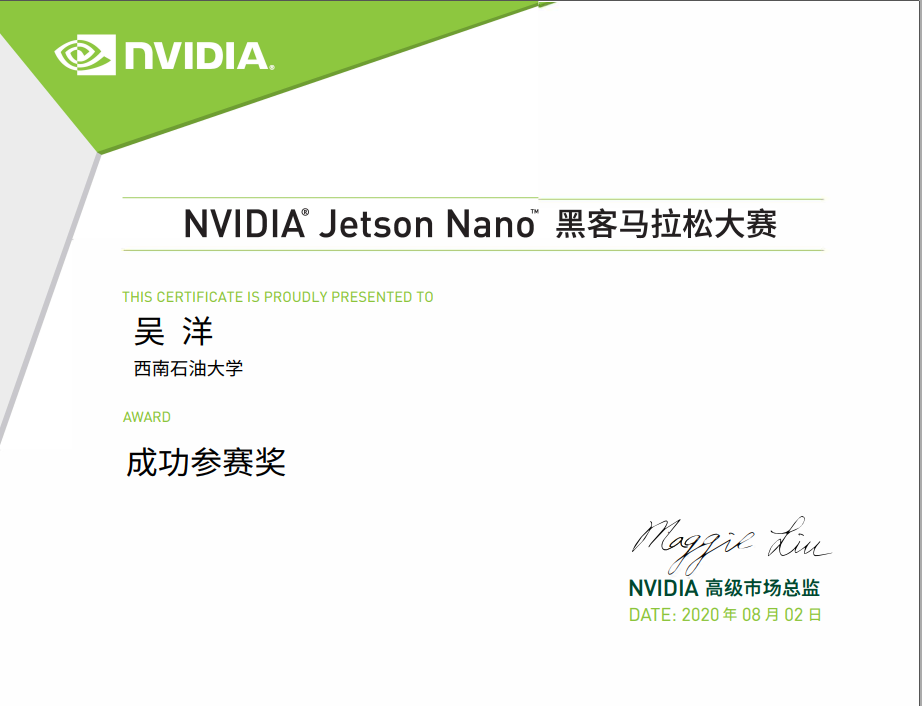 NVIDIA.
NVIDIA® Jetson Nano™ 黑客马拉松大赛
THIS CERTIFICATE IS PROUDLY PRESENTED TO
吴 洋
西南石油大学
AWARD
成功参赛奖
Maggie Liu
NVIDIA 高级市场总监
DATE: 2020 年 08 月 02 日